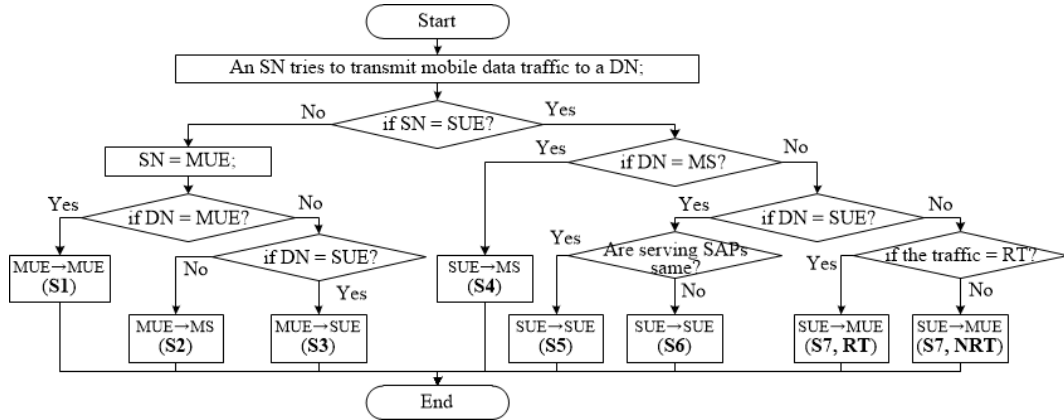 Start
An SN tries to transmit mobile data traffic to a DN;
No
if SN = SUE?
Yes
SN = MUE;
Yes
if DN = MS?
No
Yes
if DN = MUE?
No
Yes
if DN = SUE?
No
No
if DN = SUE?
Yes
Yes
Are serving SAPs
same?
No
Yes
if the traffic = RT?
No
MUE→MUE
(S1)
SUE→MS
(S4)
MUE→MS
(S2)
MUE→SUE
(S3)
SUE→SUE
(S5)
SUE→SUE
(S6)
SUE→MUE
(S7, RT)
SUE→MUE
(S7, NRT)
End